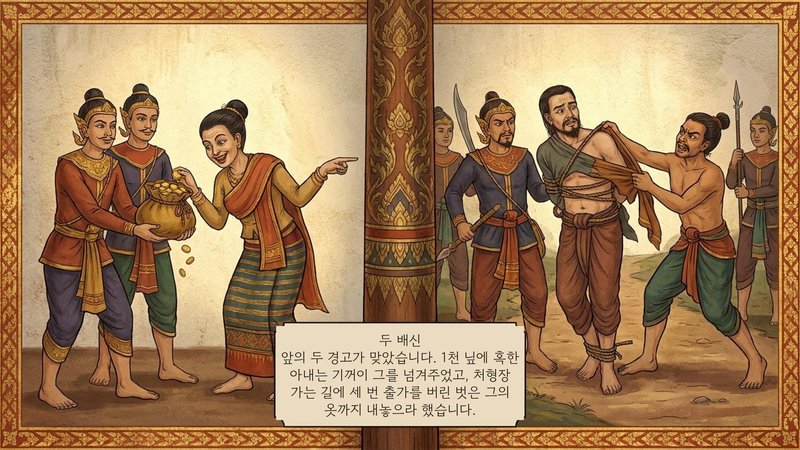 두 배신
앞의 두 경고가 맞았습니다. 1천 닢에 혹한
아내는 기꺼이 그를 넘겨주었고, 처형장
가는 길에 세 번 출가를 버린 벗은 그의
옷까지 내놓으라 했습니다.